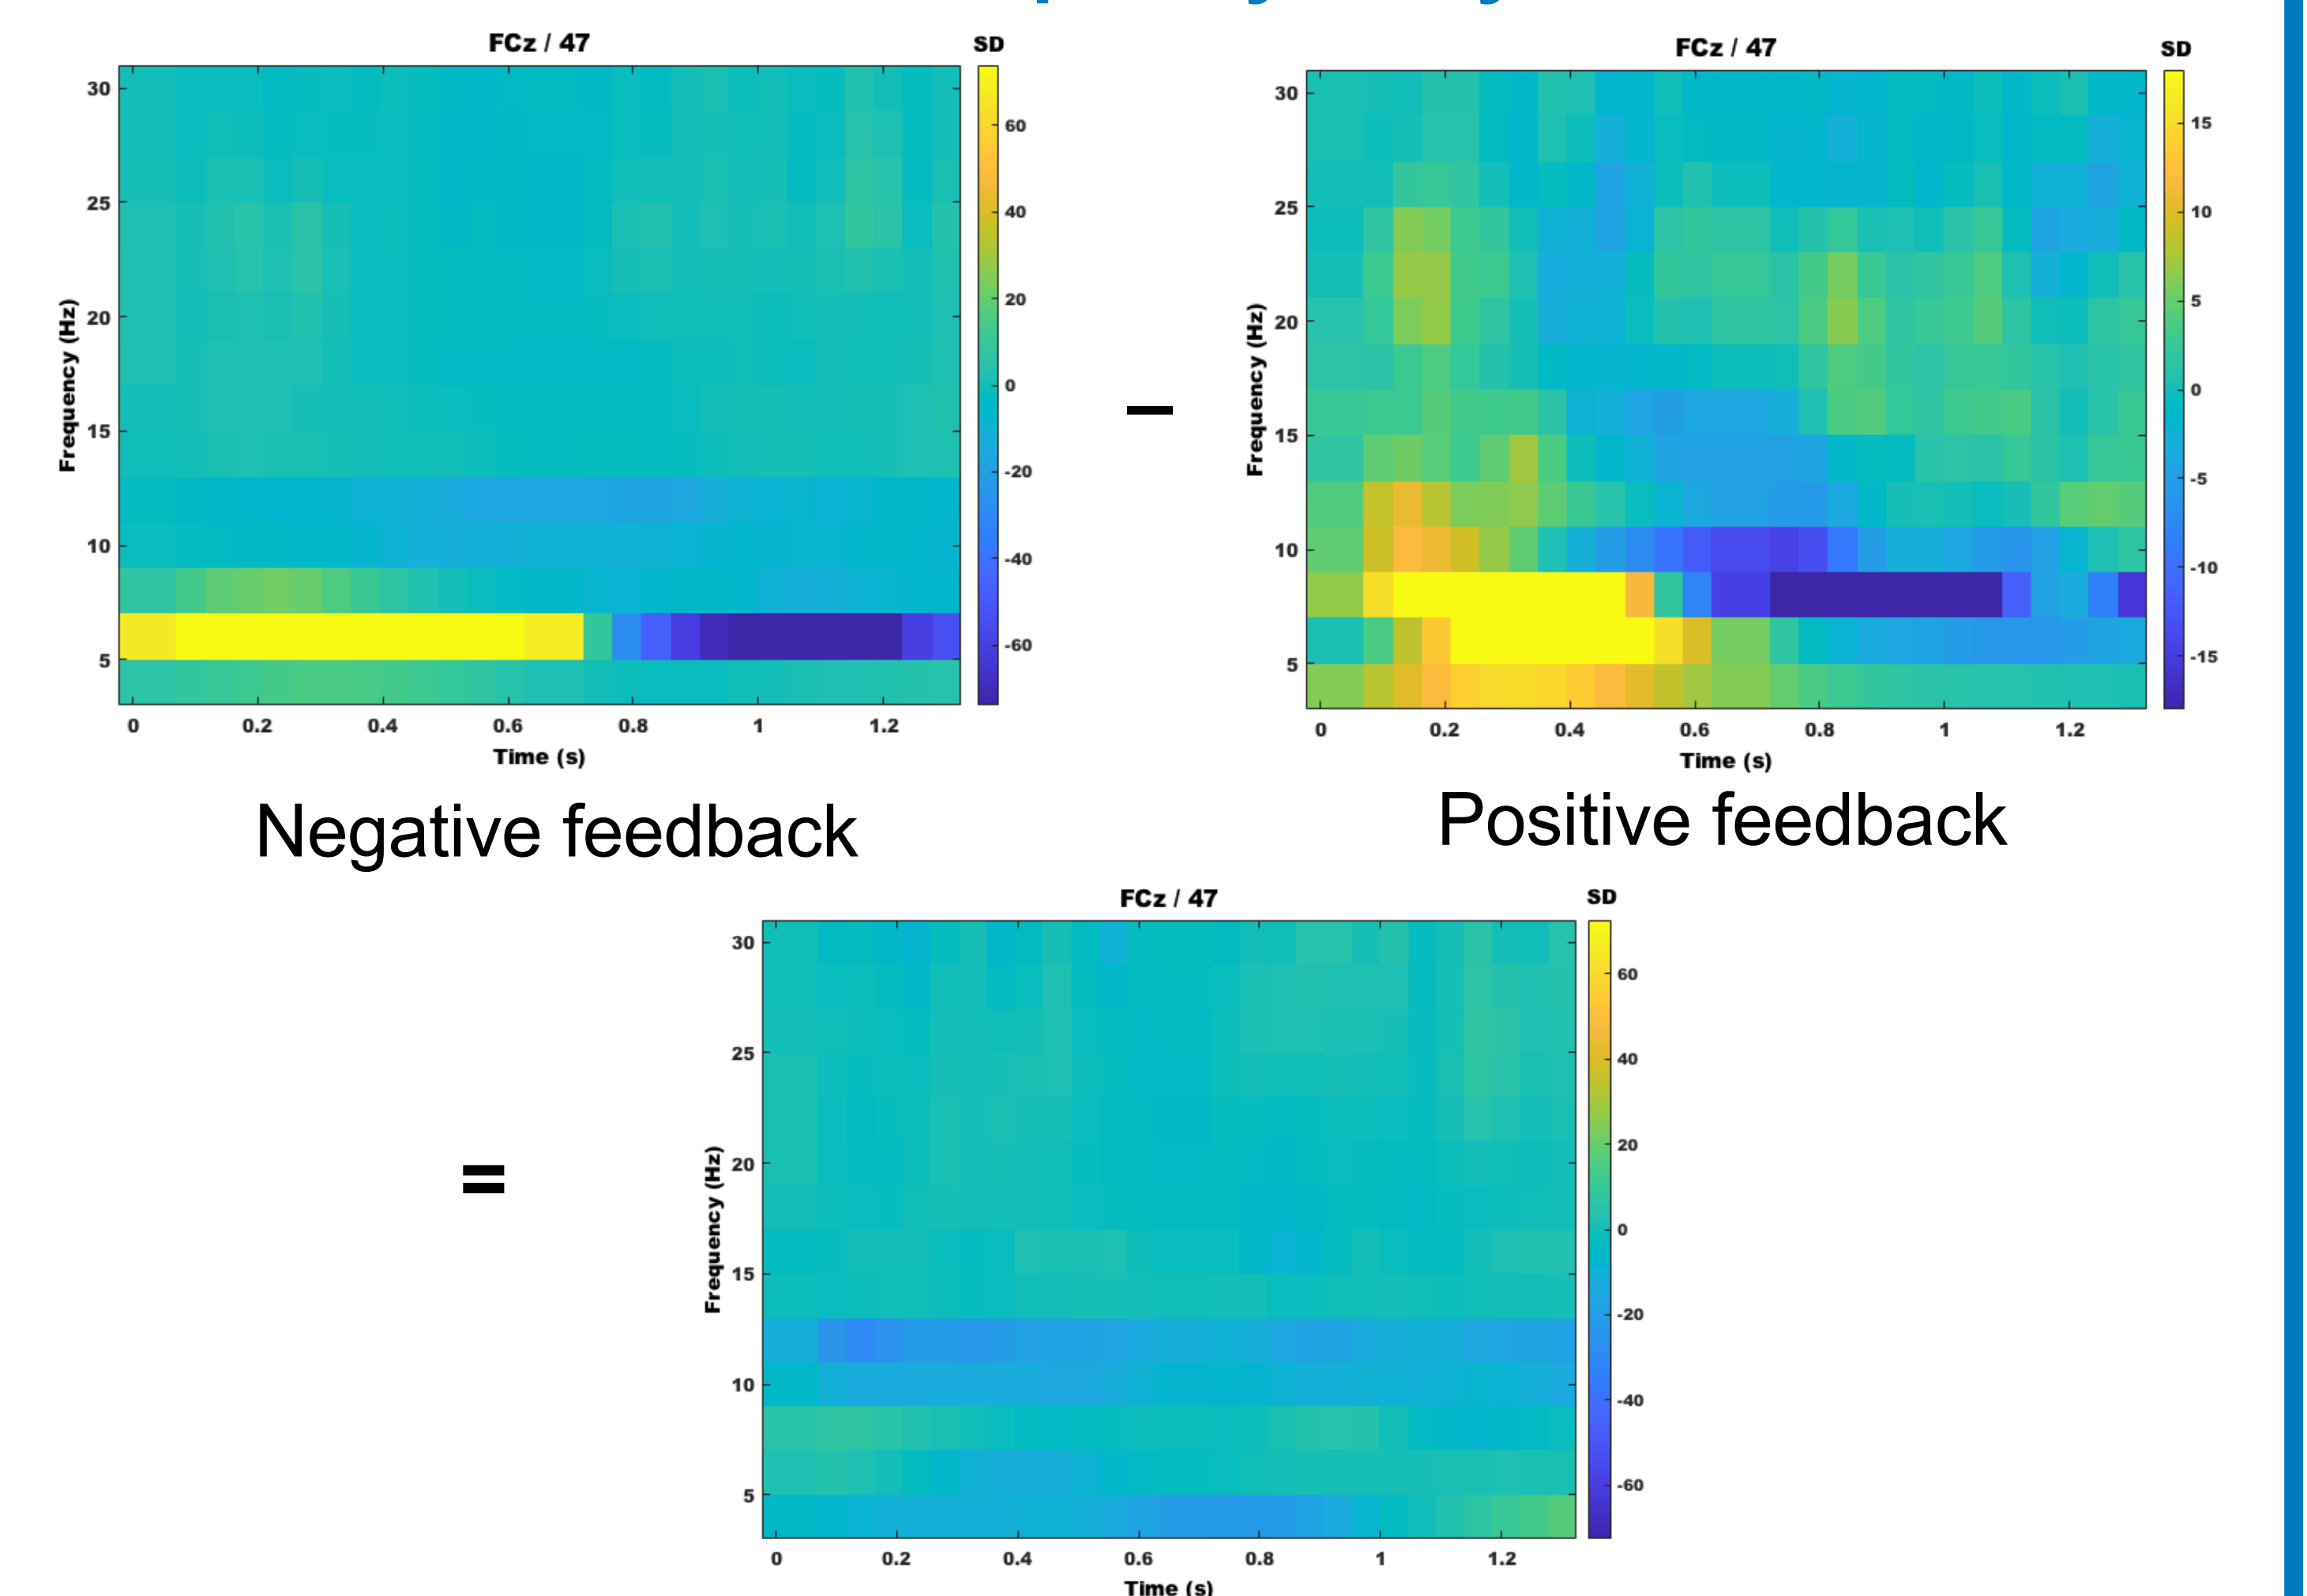 FCz / 47
SD
30
25
20
15
10
5
Frequency (Hz)
60
40
20
0
-20
-40
-60
0 0.2 0.4 0.6 0.8 1 1.2
Time (s)
Negative feedback
–
FCz / 47
SD
30
25
20
15
10
5
Frequency (Hz)
15
10
5
0
-5
-10
-15
0 0.2 0.4 0.6 0.8 1 1.2
Time (s)
Positive feedback
=
FCz / 47
SD
30
25
20
15
10
5
Frequency (Hz)
60
40
20
0
-20
-40
-60
0 0.2 0.4 0.6 0.8 1 1.2
Time (s)